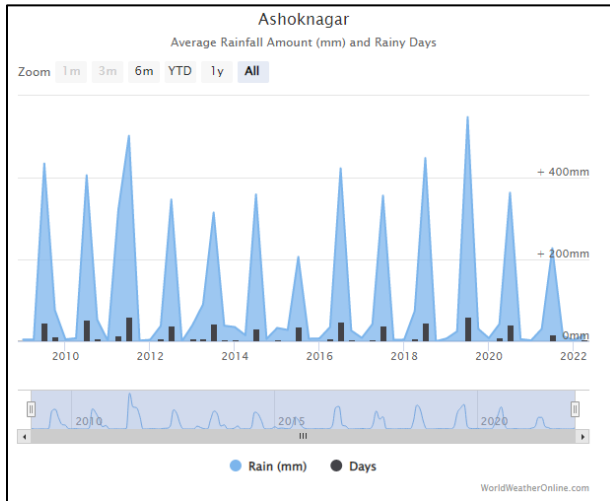 Ashoknagar
Average Rainfall Amount (mm) and Rainy Days
Zoom 1m 3m 6m YTD 1y All
400mm
200mm
0mm
2010 2012 2014 2016 2018 2020 2022
2010 2015 2020
Rain (mm) Days
WorldWeatherOnline.com